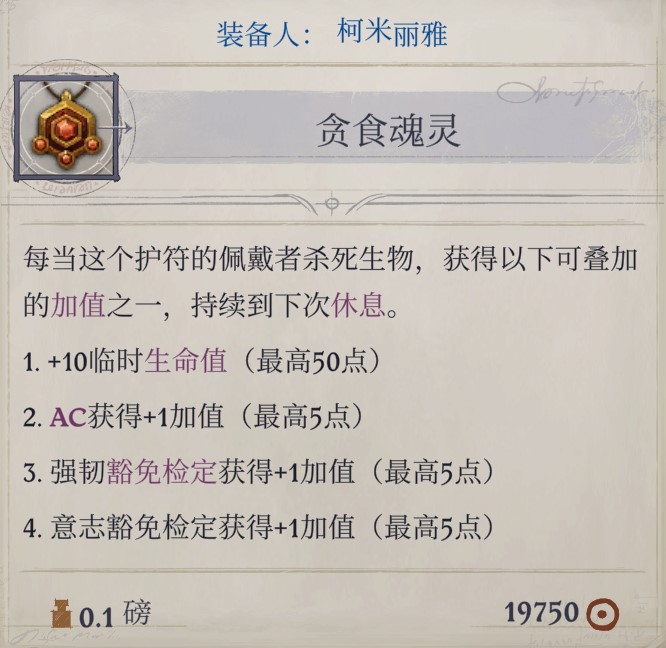 装备人： 柯米丽雅
贪食魂灵
每当这个护符的佩戴者杀死生物，获得以下可叠加
的加值之一，持续到下次休息。
1. +10临时生命值（最高50点）
2. AC获得+1加值（最高5点）
3. 强韧豁免检定获得+1加值（最高5点）
4. 意志豁免检定获得+1加值（最高5点）
0.1 磅
19750